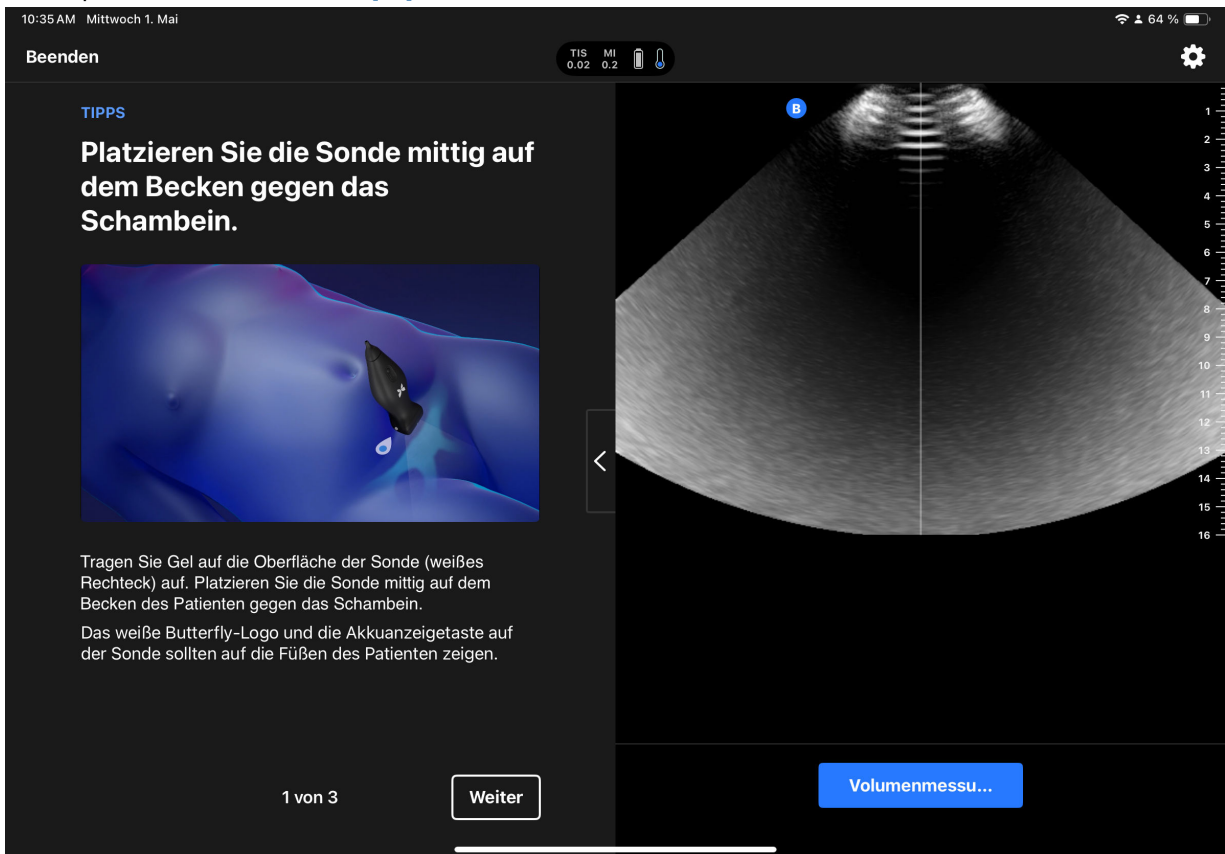 10:35 AM Mittwoch 1. Mai
64 %
Beenden
TIS MI
0.02 0.2
TIPPS
Platzieren Sie die Sonde mittig auf
dem Becken gegen das
Schambein.
Tragen Sie Gel auf die Oberfläche der Sonde (weißes
Rechteck) auf. Platzieren Sie die Sonde mittig auf dem
Becken des Patienten gegen das Schambein.
Das weiße Butterfly-Logo und die Akkuanzeigetaste auf
der Sonde sollten auf die Füßen des Patienten zeigen.
1 von 3
Weiter
B
1
2
3
4
5
6
7
8
9
10
11
12
13
14
15
16
Volumenmessu...